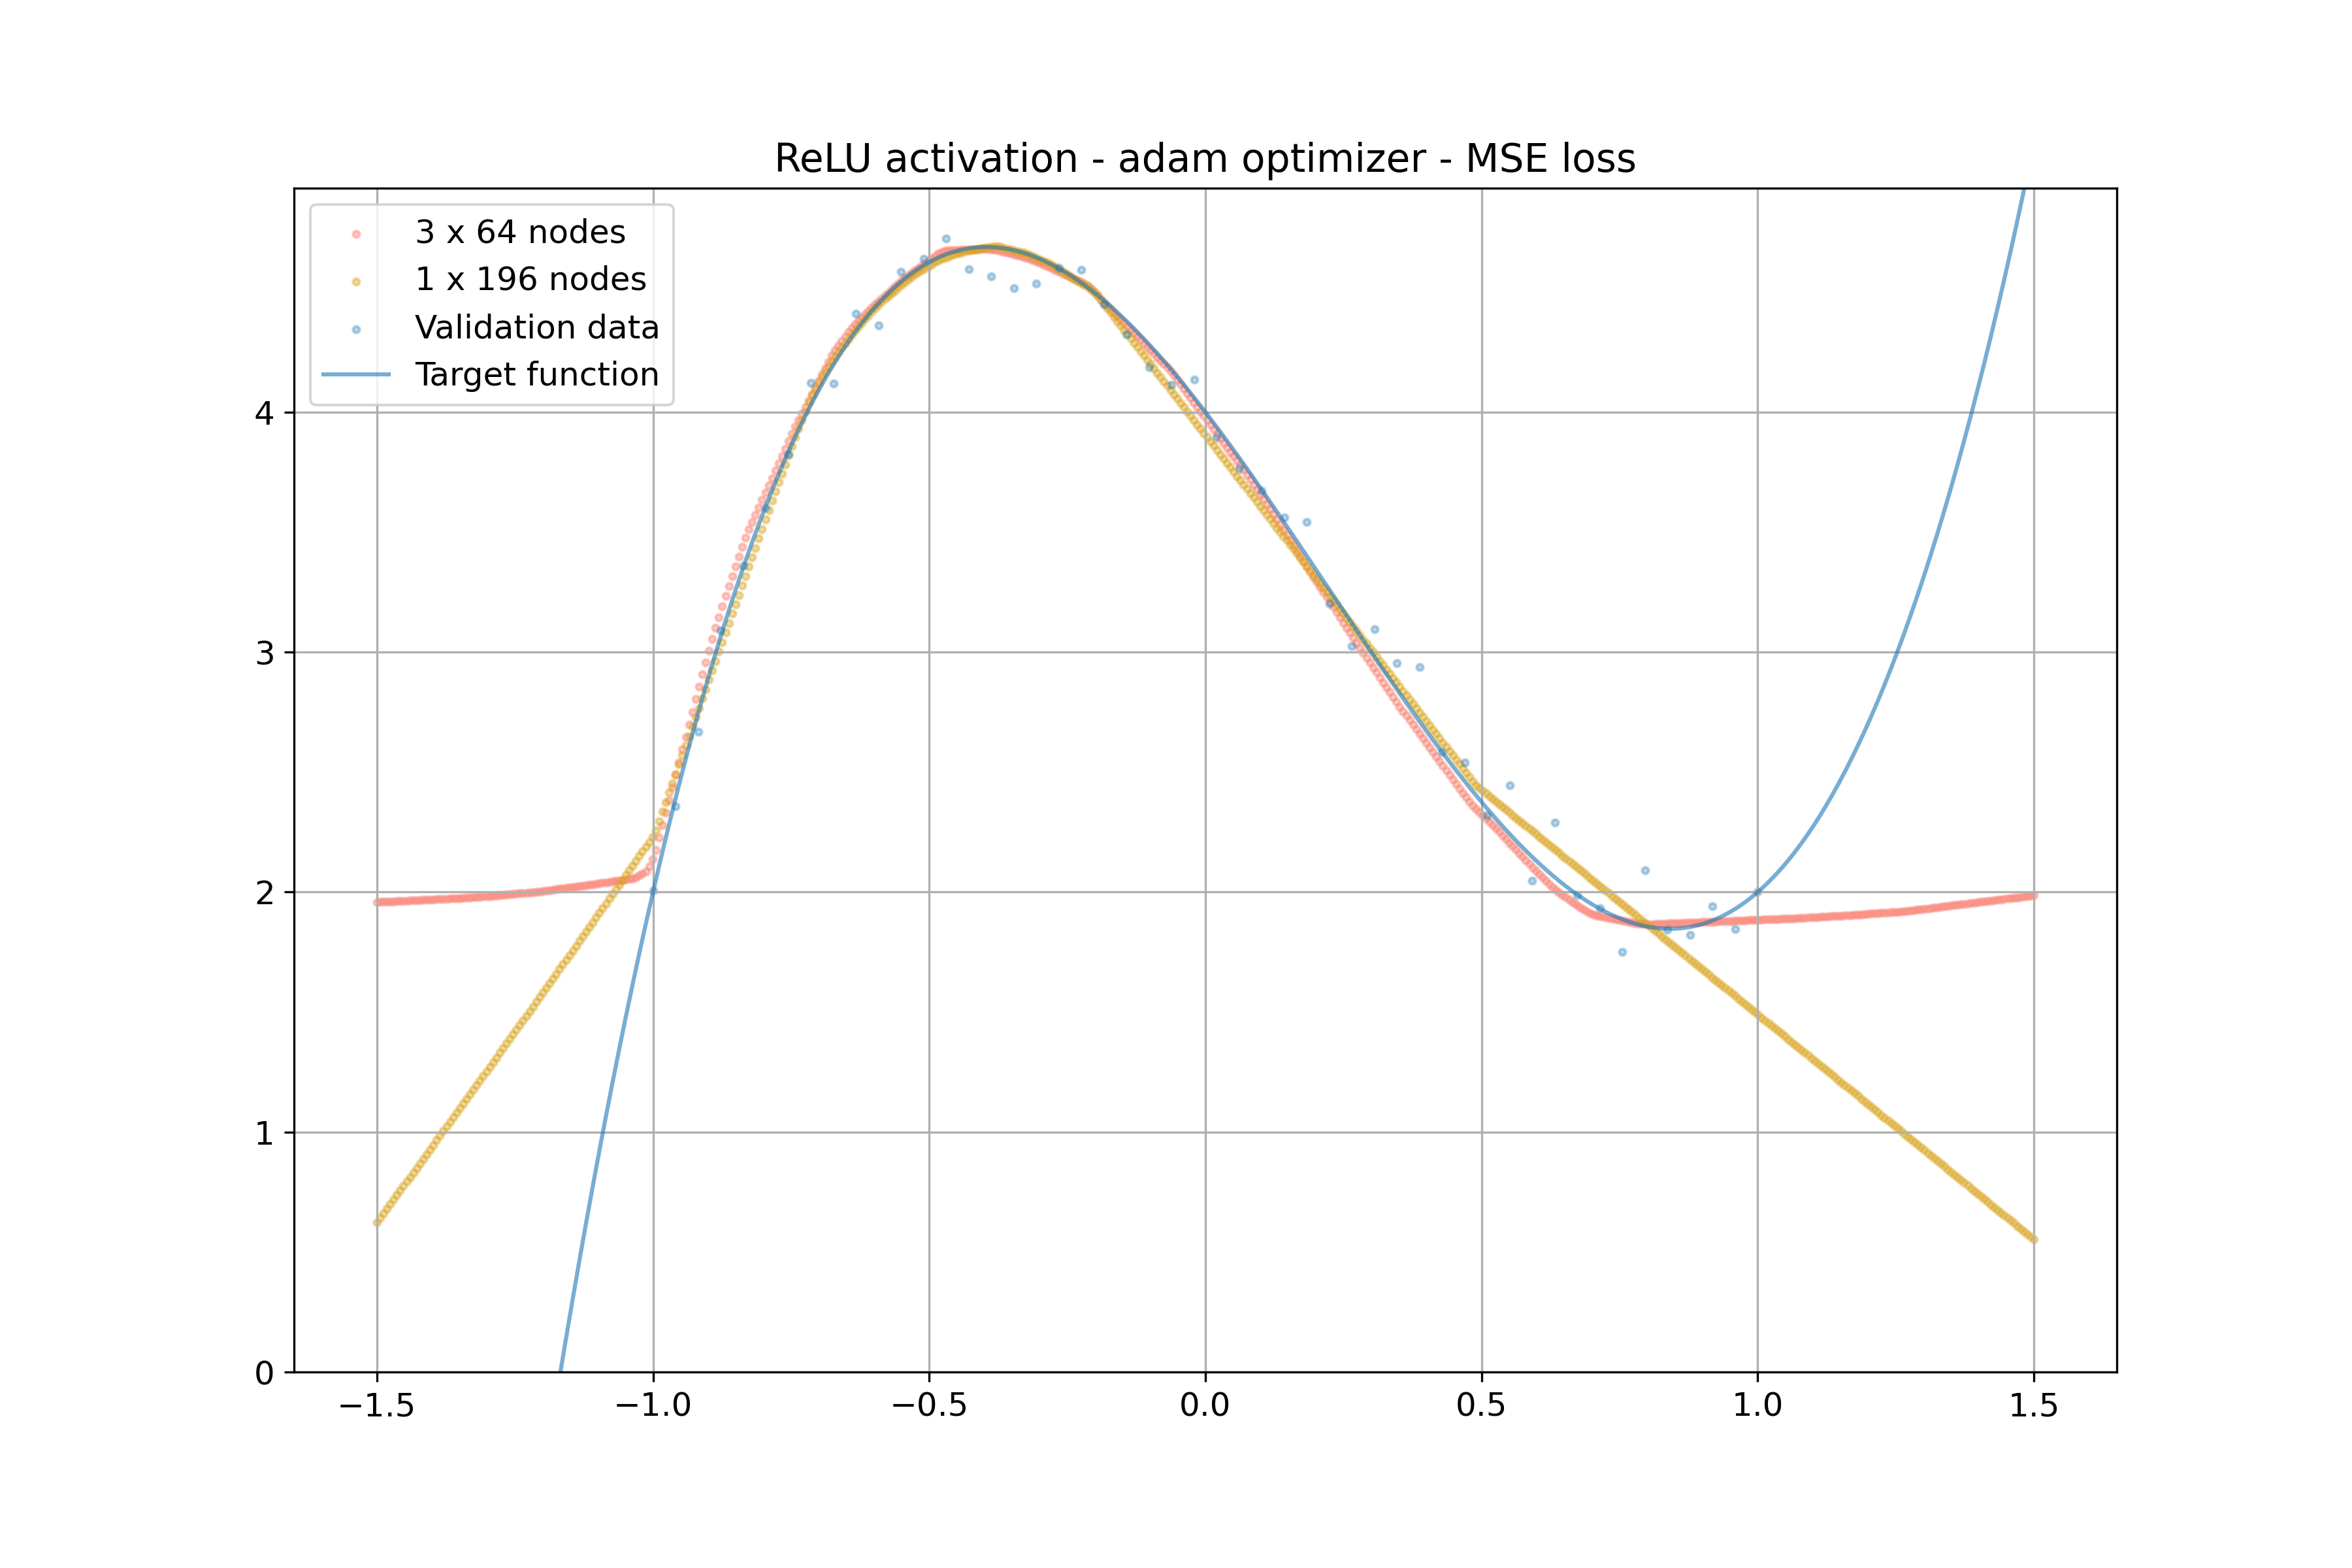 ReLU activation - adam optimizer - MSE loss
3 x 64 nodes
1 x 196 nodes
Validation data
Target function
4
3
2
1
0
−1.5 −1.0 −0.5 0.0 0.5 1.0 1.5